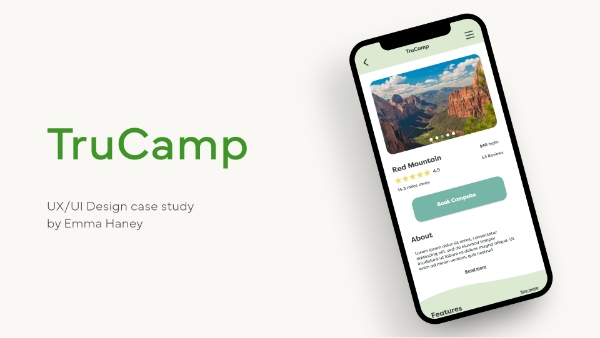 TruCamp
UX/UI Design case study
by Emma Haney
TruCamp
Red Mountain
$40 night
4.5
64 Reviews
14.3 miles away
Book Campsite
About
Lorem ipsum dolor sit amet, consectetur
adipiscing elit, sed do eiusmod tempor
incididunt ut labore et dolore magna aliqua. Ut
enim ad minim veniam, quis nostrud
Read more
Features
See more